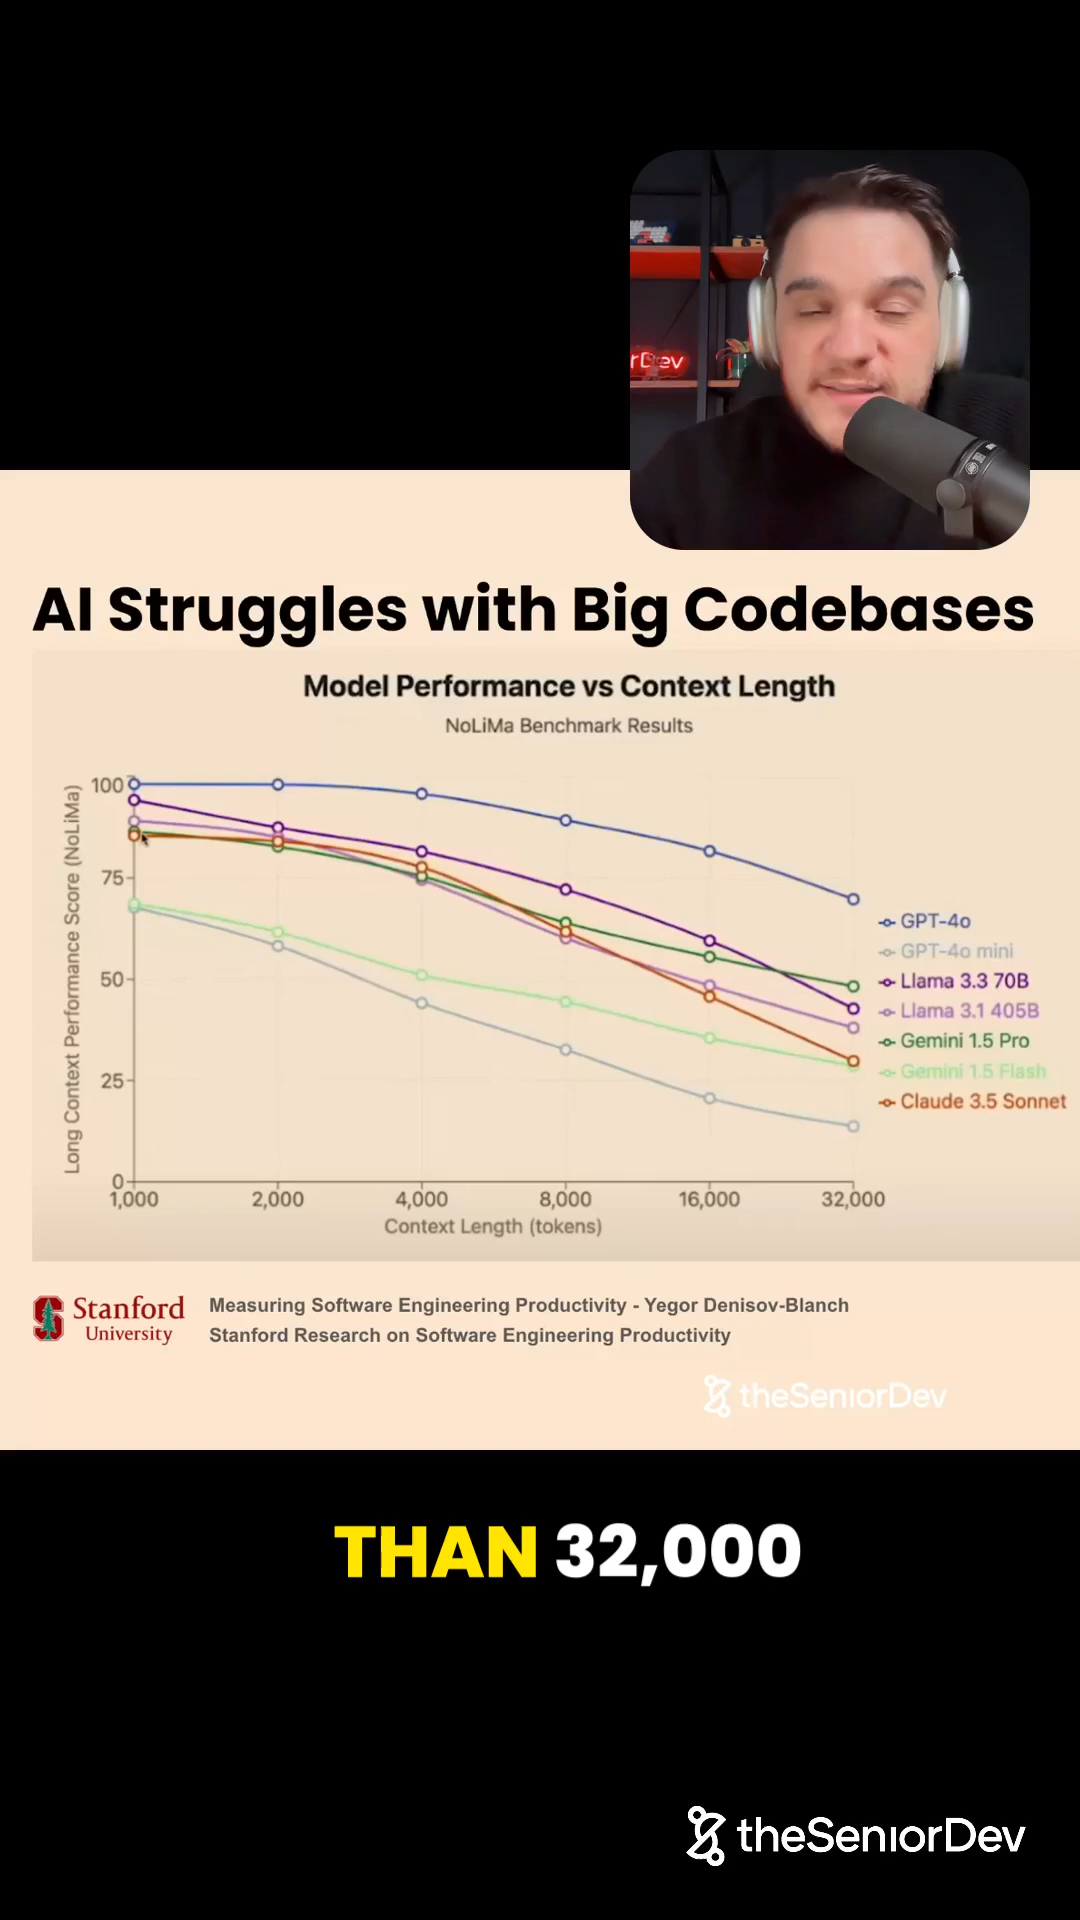 rDev
AI Struggles with Big Codebases
Model Performance vs Context Length
NoLiMa Benchmark Results
Long Context Performance Score (NoLiMa)
100
75
50
25
0
1,000
2,000
4,000
8,000
16,000
32,000
Context Length (tokens)
GPT-4o
GPT-4o mini
Llama 3.3 70B
Llama 3.1 405B
Gemini 1.5 Pro
Gemini 1.5 Flash
Claude 3.5 Sonnet
Stanford
University
Measuring Software Engineering Productivity - Yegor Denisov-Blanch
Stanford Research on Software Engineering Productivity
theSeniorDev
THAN 32,000
theSeniorDev